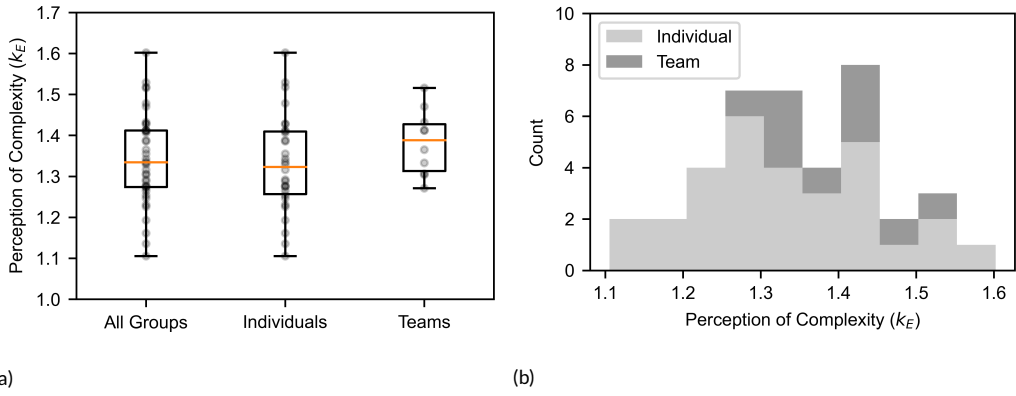 Perception of Complexity (kE)
1.7
1.6
1.5
1.4
1.3
1.2
1.1
1.0
All Groups Individuals Teams
a)
Count
10
8
6
4
2
0
Individual
Team
1.1 1.2 1.3 1.4 1.5 1.6
Perception of Complexity (kE)
(b)